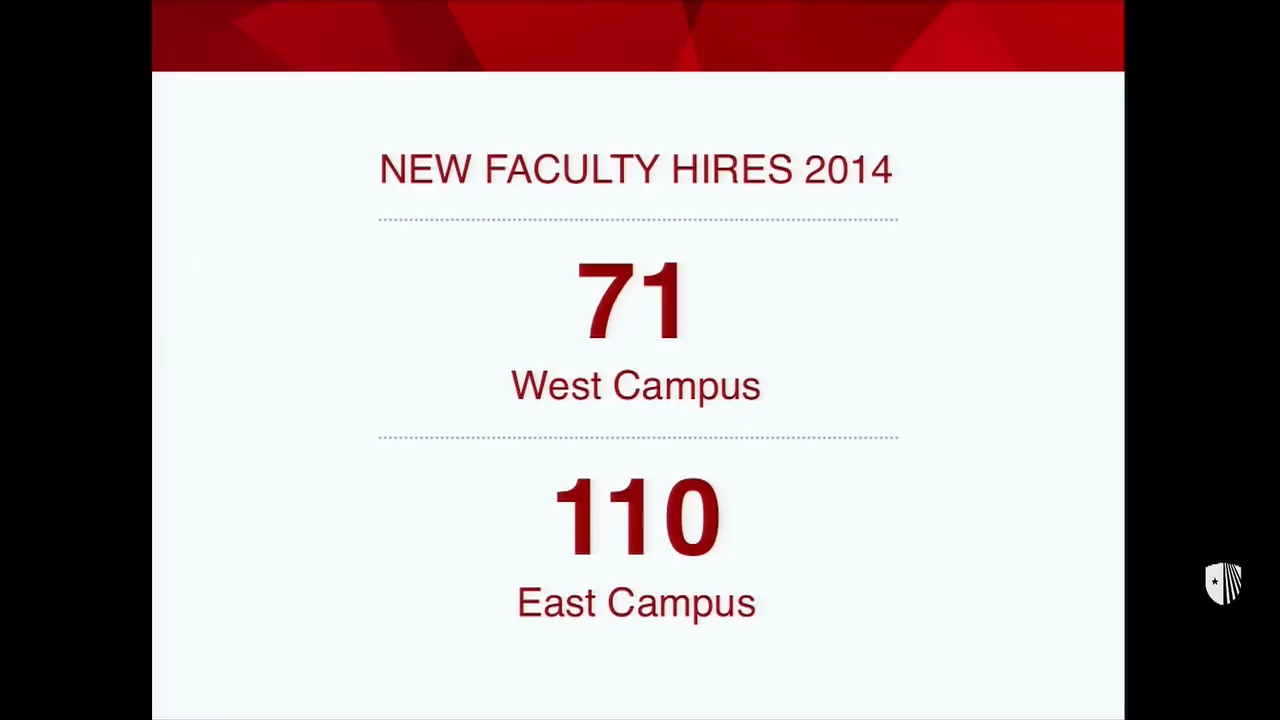 NEW FACULTY HIRES 2014
71
West Campus
110
East Campus